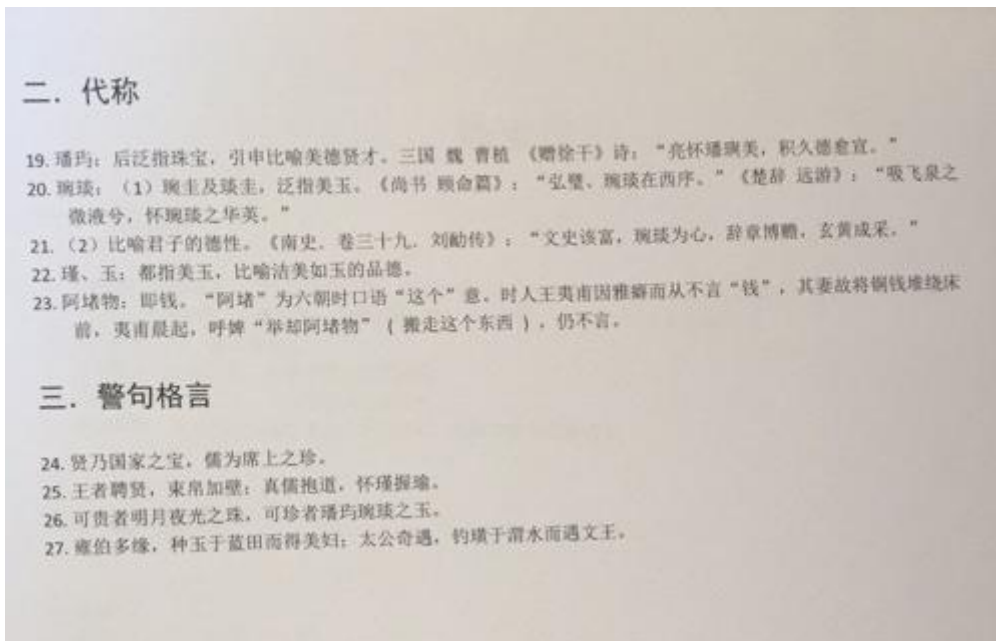 二. 代称
19. 璠玙：后泛指珠宝，引申比喻美德贤才。三国 魏 曹植 《赠徐干》诗：“亮怀璠玙美，积久德愈宣。”
20. 琬琰：（1）琬圭及琰圭，泛指美玉。《尚书 顾命篇》：“弘璧、琬琰在西序。”《楚辞 远游》：“吸飞泉之
微液兮，怀琬琰之华英。”
21.（2）比喻君子的德性。《南史．卷三十九．刘勔传》：“文史该富，琬琰为心，辞章博赡，玄黄成采。”
22. 瑾、玉：都指美玉，比喻洁美如玉的品德。
23. 阿堵物：即钱。“阿堵”为六朝时口语“这个”意。时人王夷甫因雅癖而从不言“钱”，其妻故将铜钱堆绕床
前，夷甫晨起，呼婢“举却阿堵物”（ 搬走这个东西 ），仍不言。
三. 警句格言
24. 贤乃国家之宝，儒为席上之珍。
25. 王者聘贤，束帛加璧；真儒抱道，怀瑾握瑜。
26. 可贵者明月夜光之珠，可珍者璠玙琬琰之玉。
27. 雍伯多缘，种玉于蓝田而得美妇；太公奇遇，钓璜于渭水而遇文王。